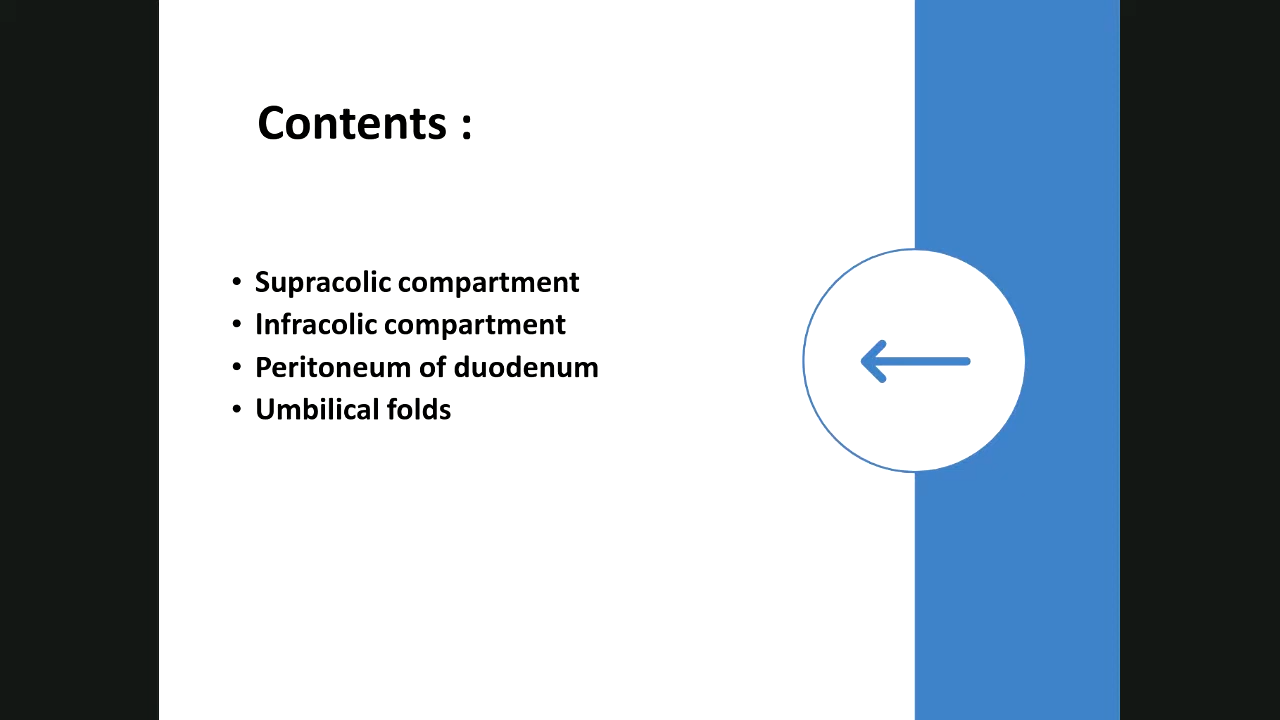 Contents :
• Supracolic compartment
• Infracolic compartment
• Peritoneum of duodenum
• Umbilical folds